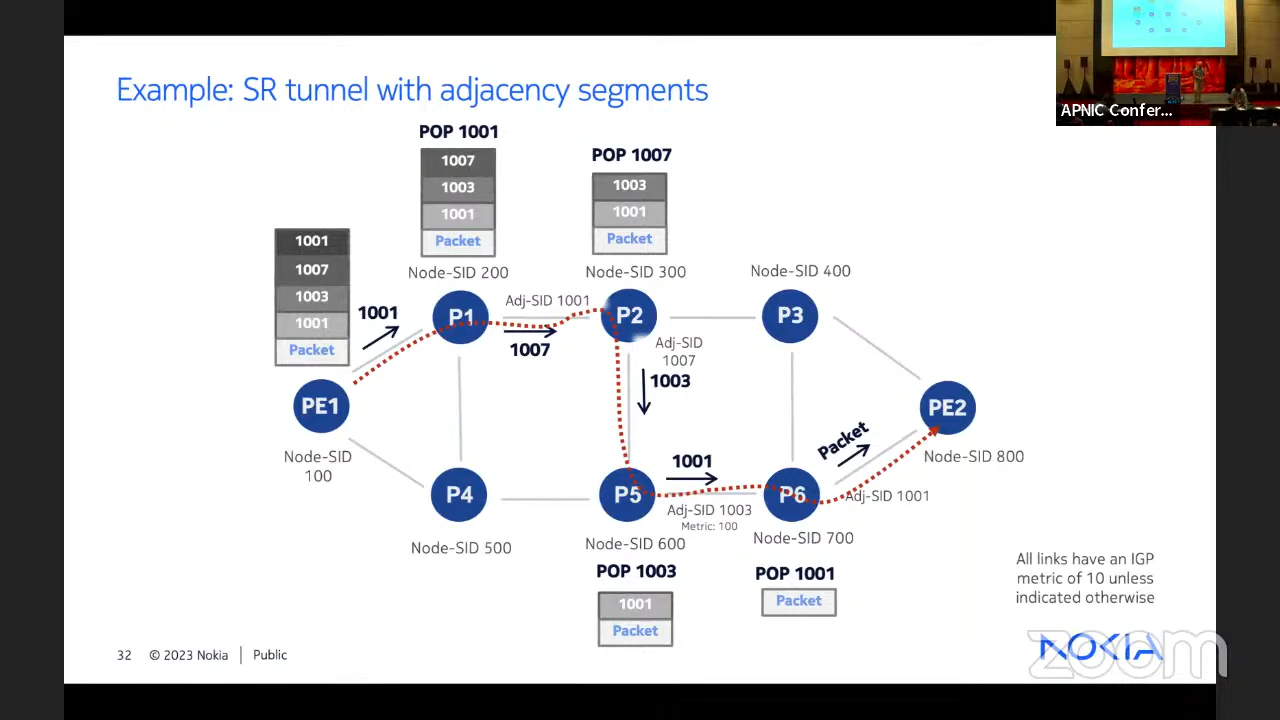 Example: SR tunnel with adjacency segments
APNIC Confer...
POP 1001
1007
1003
1001
Packet
Node-SID 200
POP 1007
1003
1001
Packet
Node-SID 300
Node-SID 400
1001
1007
1003
1001
Packet
1001
P1
Adj-SID 1001
1007
P2
Adj-SID
1007
1003
P3
PE1
Node-SID
100
PE2
Node-SID 800
Packet
P4
Node-SID 500
P5
1001
Adj-SID 1003
Metric: 100
P6
Adj-SID 1001
Node-SID 600
POP 1003
1001
Packet
Node-SID 700
POP 1001
Packet
All links have an IGP
metric of 10 unless
indicated otherwise
32 © 2023 Nokia | Public
NOKIA
zoom